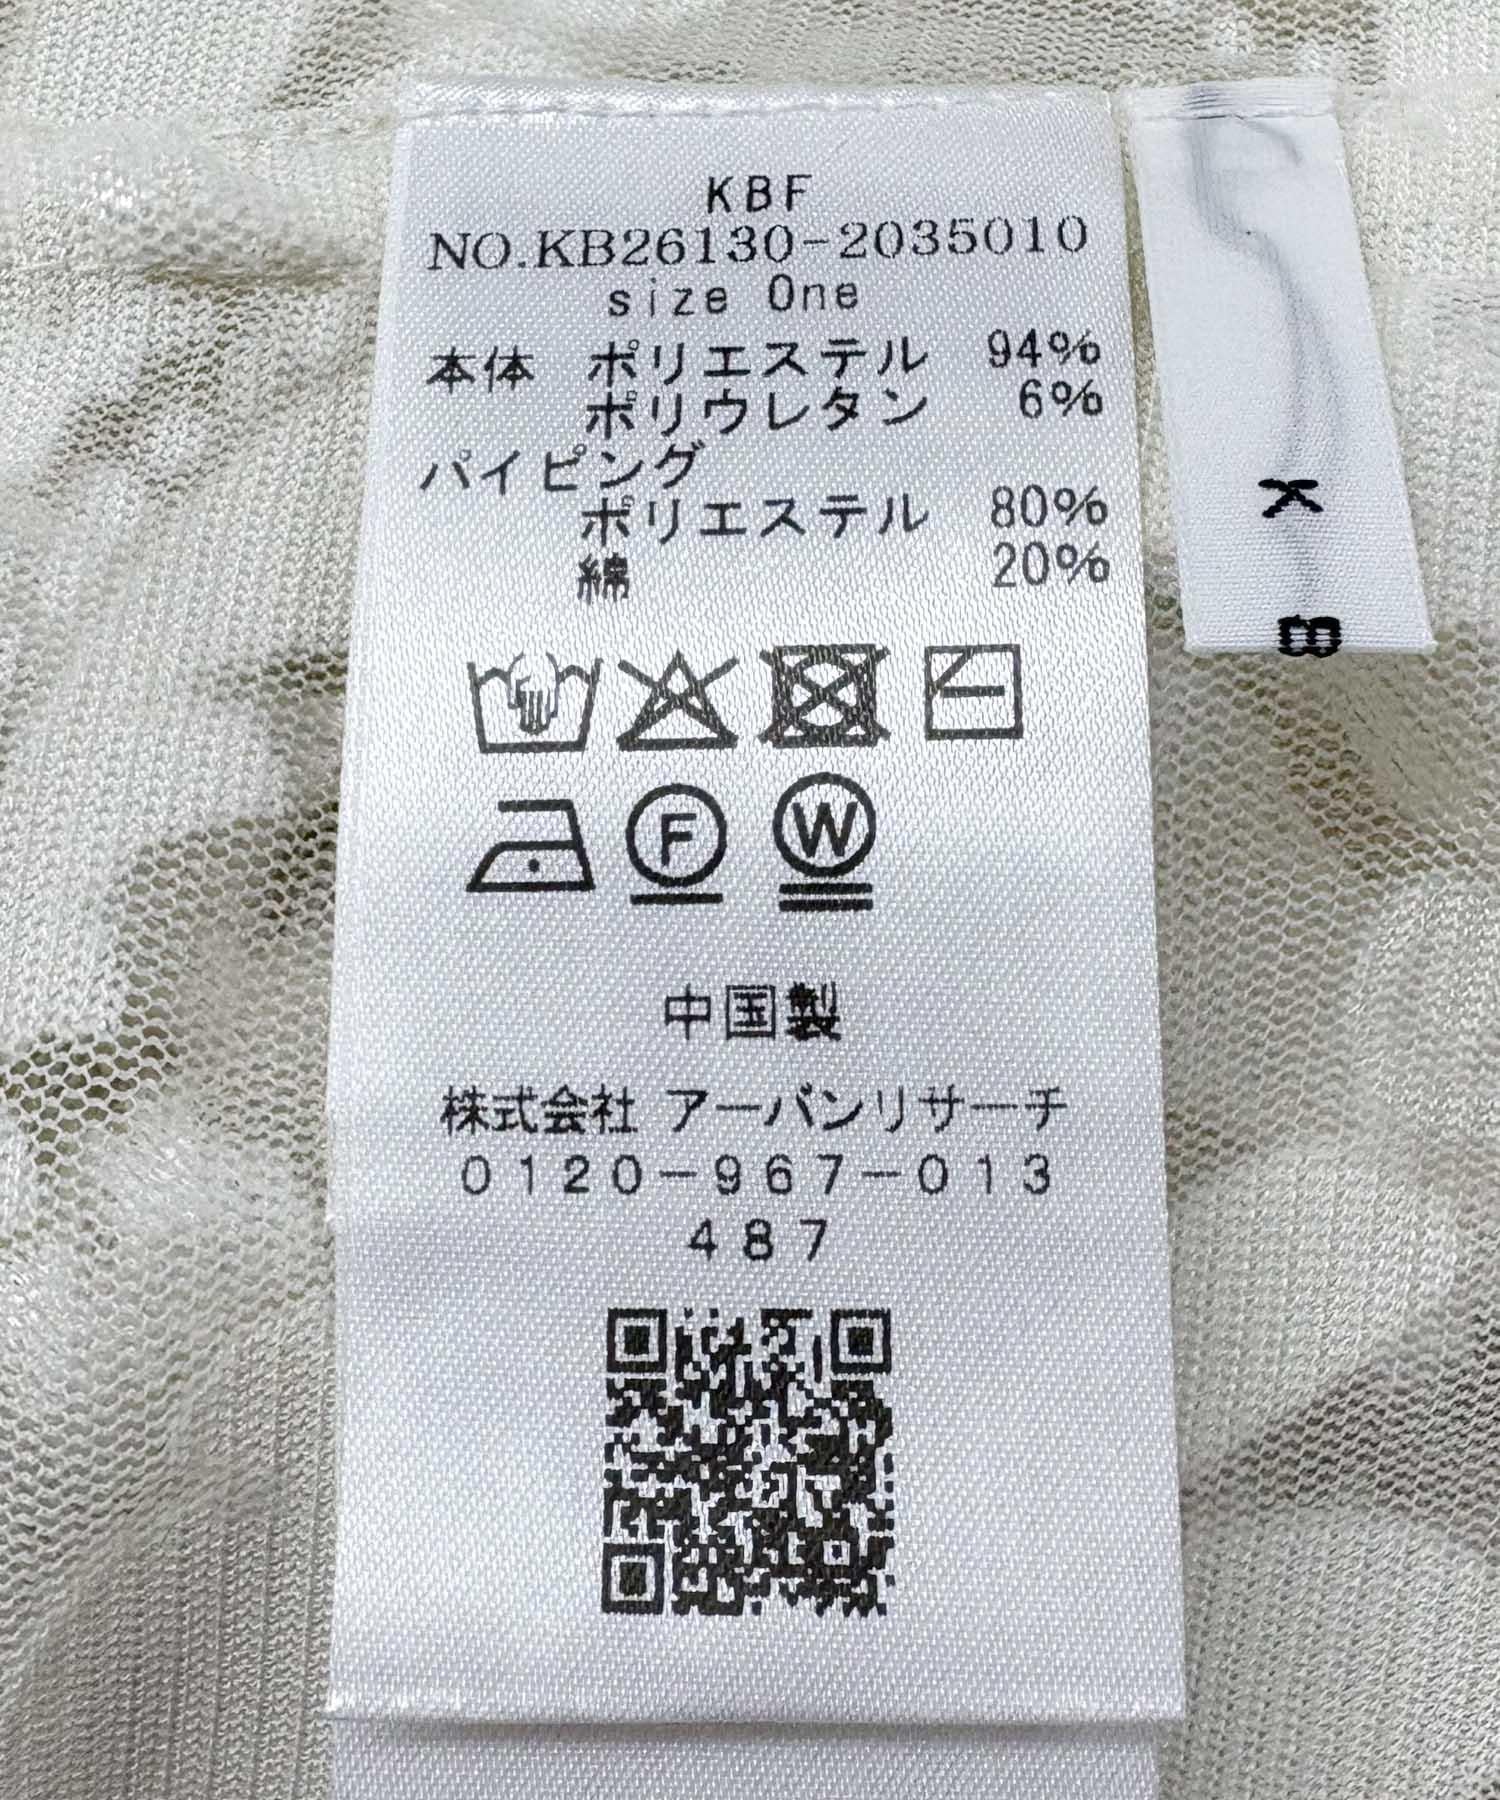 KBF
NO.KB26130-2035010
size One
本体 ポリエステル 94%
ポリウレタン 6%
パイピング
ポリエステル 80%
綿 20%
F W
中国製
株式会社 アーバンリサーチ
0120-967-013
487
K B